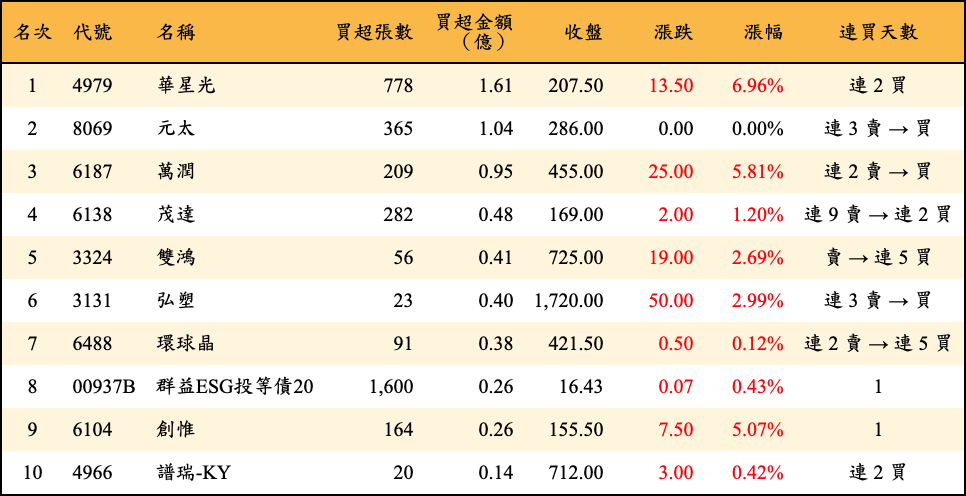 名次 代號 名稱 買超張數 買超金額（億） 收盤 漲跌 漲幅 連買天數
1 4979 華星光 778 1.61 207.50 13.50 6.96% 連 2 買
2 8069 元太 365 1.04 286.00 0.00 0.00% 連 3 賣 → 買
3 6187 萬潤 209 0.95 455.00 25.00 5.81% 連 2 賣 → 買
4 6138 茂達 282 0.48 169.00 2.00 1.20% 連 9 賣 → 連 2 買
5 3324 雙鴻 56 0.41 725.00 19.00 2.69% 賣 → 連 5 買
6 3131 弘塑 23 0.40 1,720.00 50.00 2.99% 連 3 賣 → 買
7 6488 環球晶 91 0.38 421.50 0.50 0.12% 連 2 賣 → 連 5 買
8 00937B 群益ESG投等債20 1,600 0.26 16.43 0.07 0.43% 1
9 6104 創惟 164 0.26 155.50 7.50 5.07% 1
10 4966 譜瑞-KY 20 0.14 712.00 3.00 0.42% 連 2 買